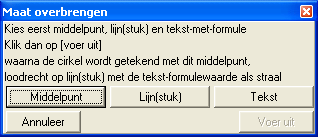 Maat overbrengen
Kies eerst middelpunt, lijn(stuk) en tekst-met-formule
Klik dan op [voer uit]
waarna de cirkel wordt getekend met dit middelpunt,
loodrecht op lijn(stuk) met de tekst-formulewaarde als straal
Middelpunt Lijn(stuk) Tekst
Annuleer Voer uit